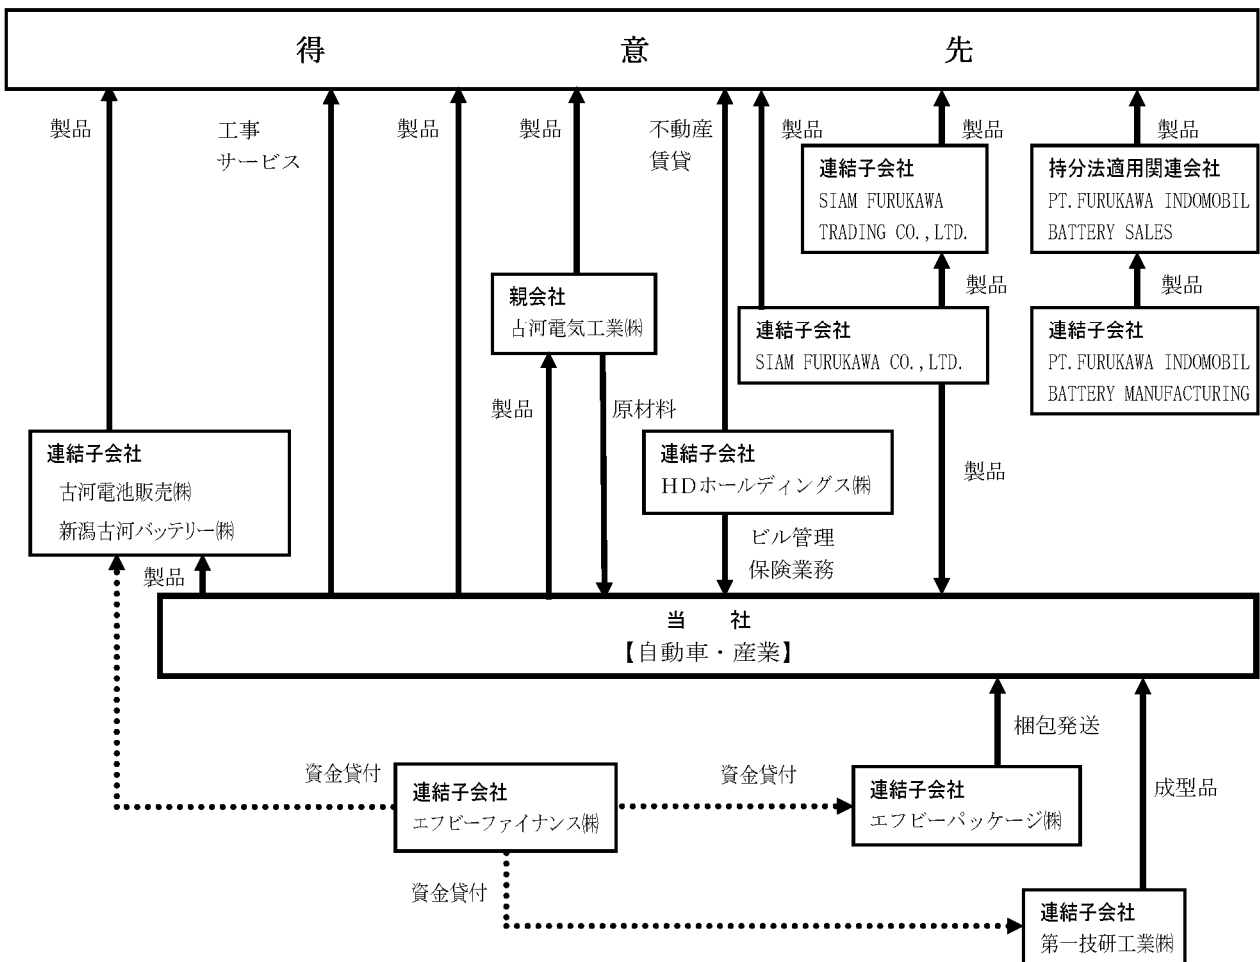 得意先
製品
工事
サービス
製品
製品
不動産
賃貸
製品
製品
製品
連結子会社
SIAM FURUKAWA
TRADING CO.,LTD.
持分法適用関連会社
PT.FURUKAWA INDOMOBIL
BATTERY SALES
製品
製品
親会社
古河電気工業㈱
連結子会社
SIAM FURUKAWA CO.,LTD.
連結子会社
PT.FURUKAWA INDOMOBIL
BATTERY MANUFACTURING
製品
原材料
連結子会社
古河電池販売㈱
新潟古河バッテリー㈱
連結子会社
HDホールディングス㈱
製品
ビル管理
保険業務
製品
当社
【自動車・産業】
梱包発送
資金貸付
連結子会社
エフビーファイナンス㈱
資金貸付
連結子会社
エフビーパッケージ㈱
成型品
資金貸付
連結子会社
第一技研工業㈱